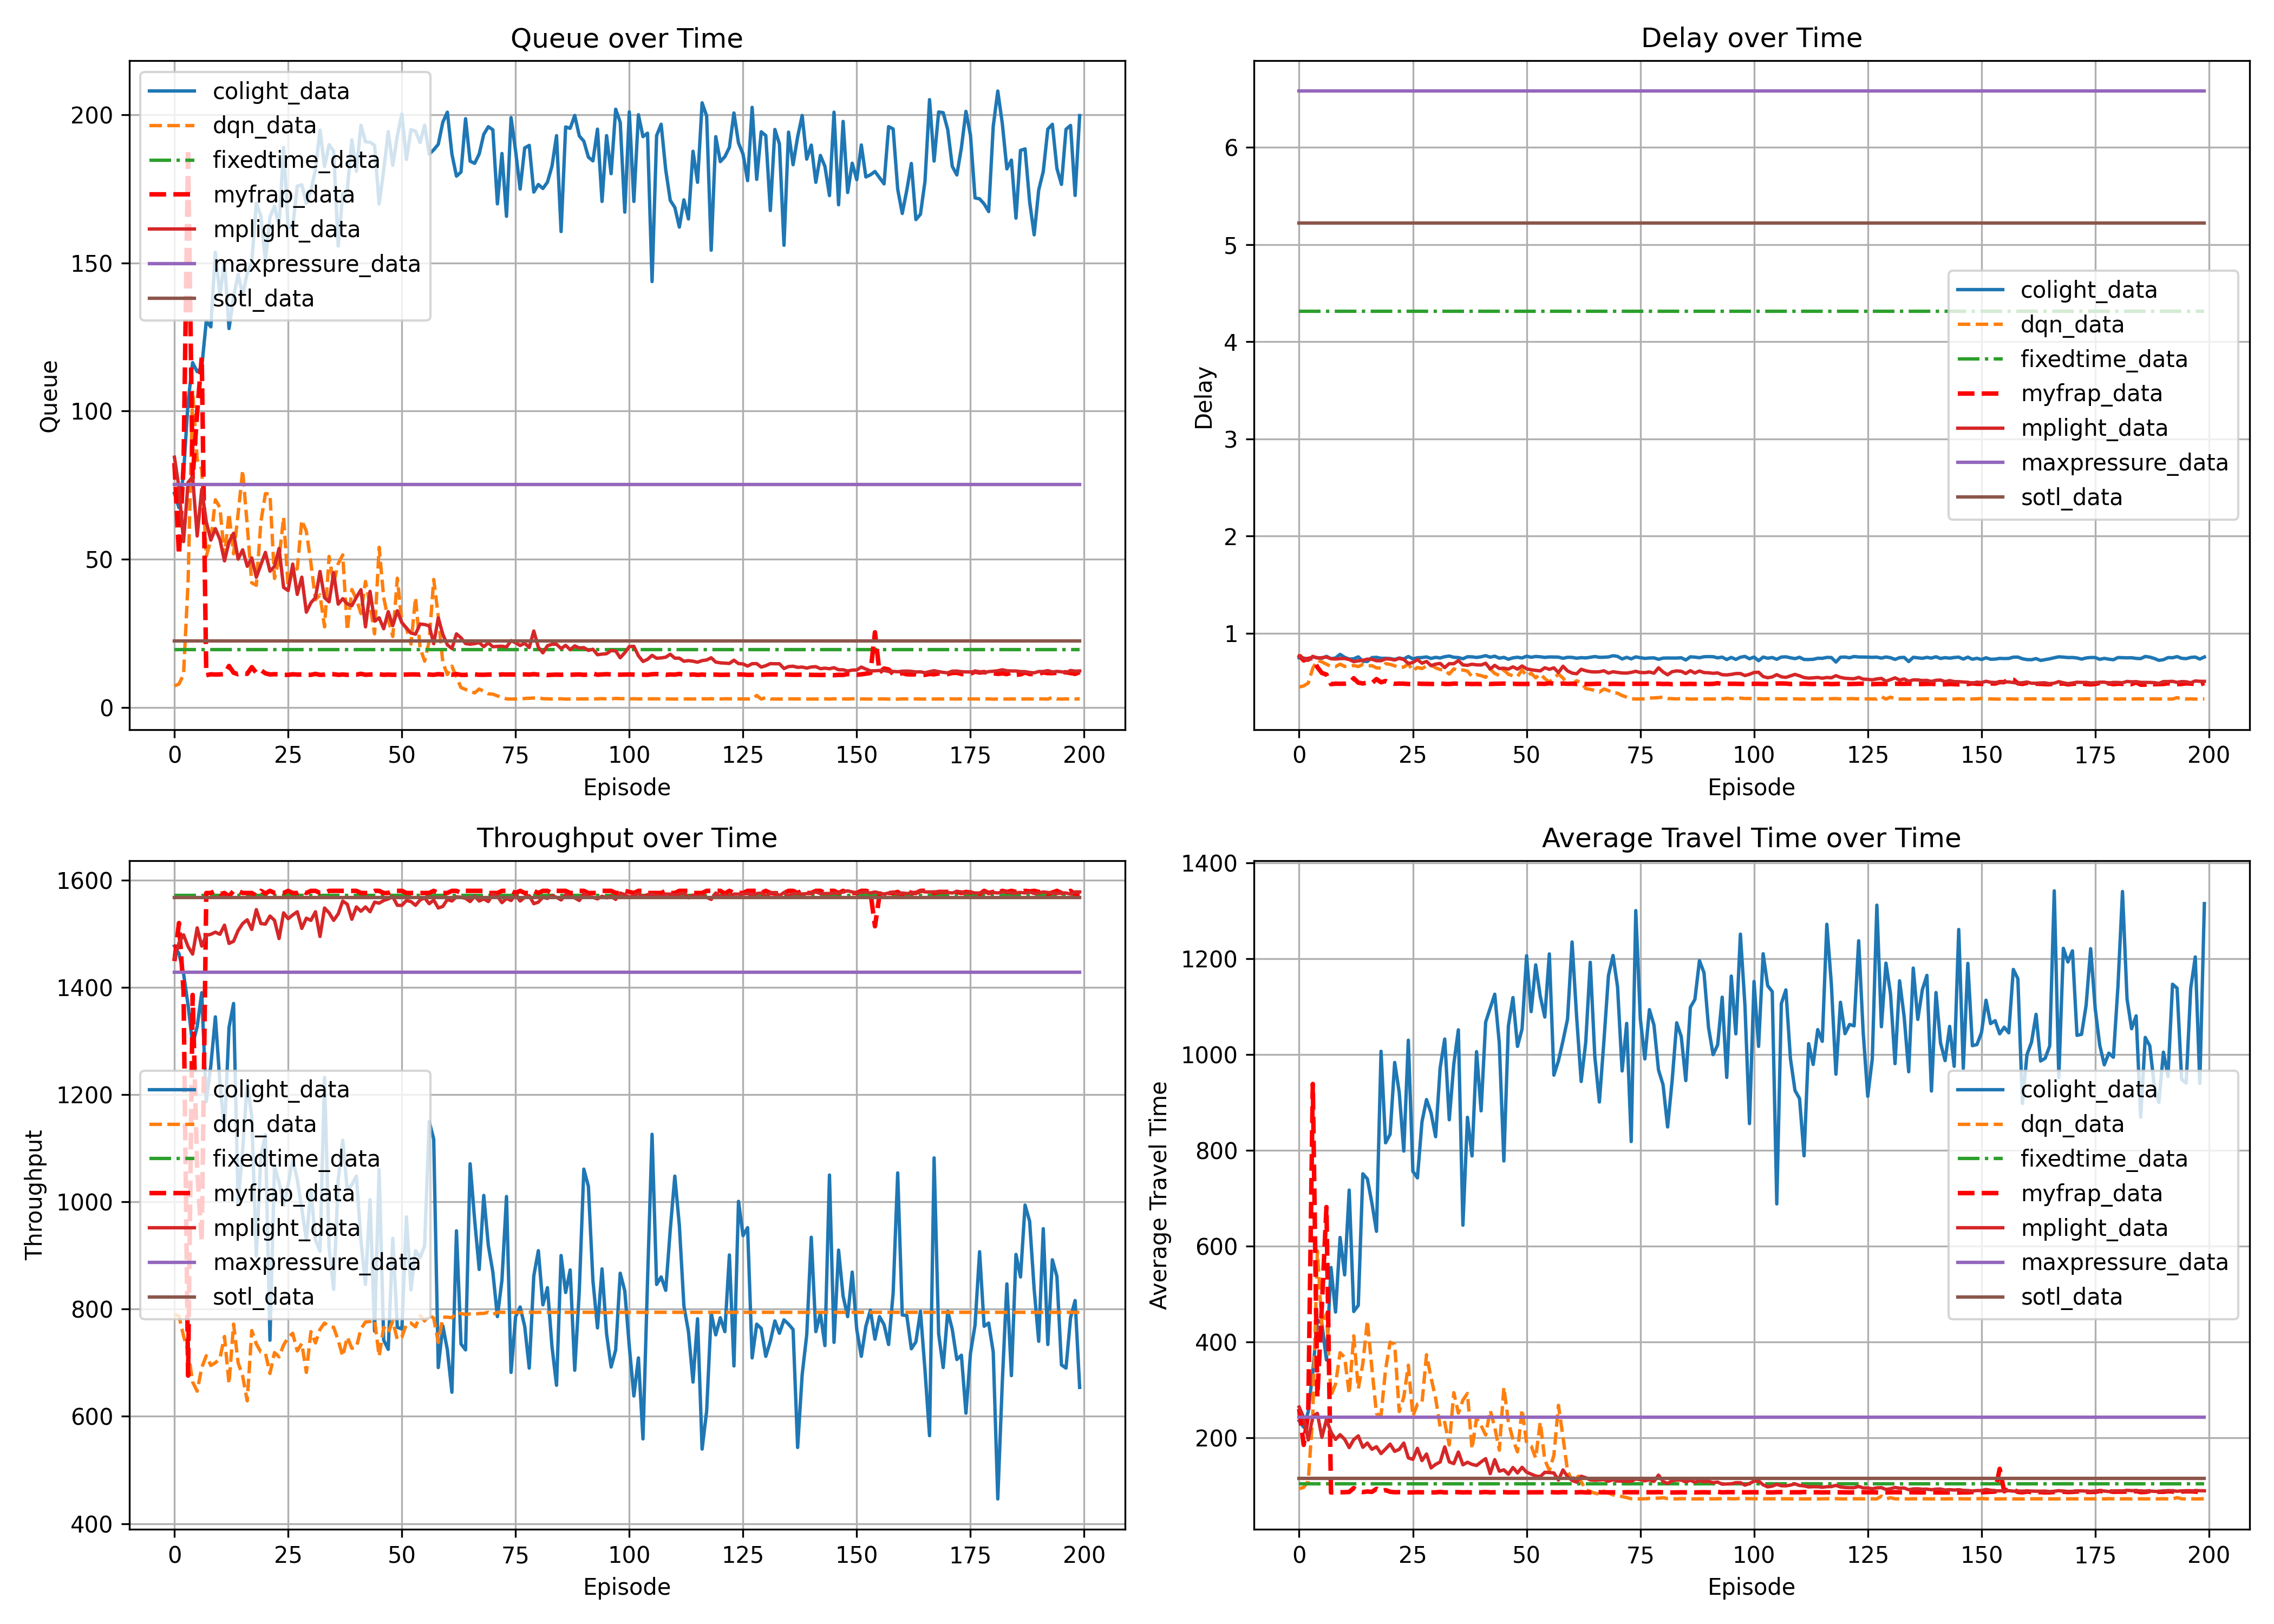 Queue over Time
Queue
200
150
100
50
0
colight_data
dqn_data
fixedtime_data
myfrap_data
mplight_data
maxpressure_data
sotl_data
0 25 50 75 100 125 150 175 200
Episode
Delay over Time
Delay
6
5
4
3
2
1
colight_data
dqn_data
fixedtime_data
myfrap_data
mplight_data
maxpressure_data
sotl_data
0 25 50 75 100 125 150 175 200
Episode
Throughput over Time
Throughput
1600
1400
1200
1000
800
600
400
colight_data
dqn_data
fixedtime_data
myfrap_data
mplight_data
maxpressure_data
sotl_data
0 25 50 75 100 125 150 175 200
Episode
Average Travel Time over Time
Average Travel Time
1400
1200
1000
800
600
400
200
colight_data
dqn_data
fixedtime_data
myfrap_data
mplight_data
maxpressure_data
sotl_data
0 25 50 75 100 125 150 175 200
Episode